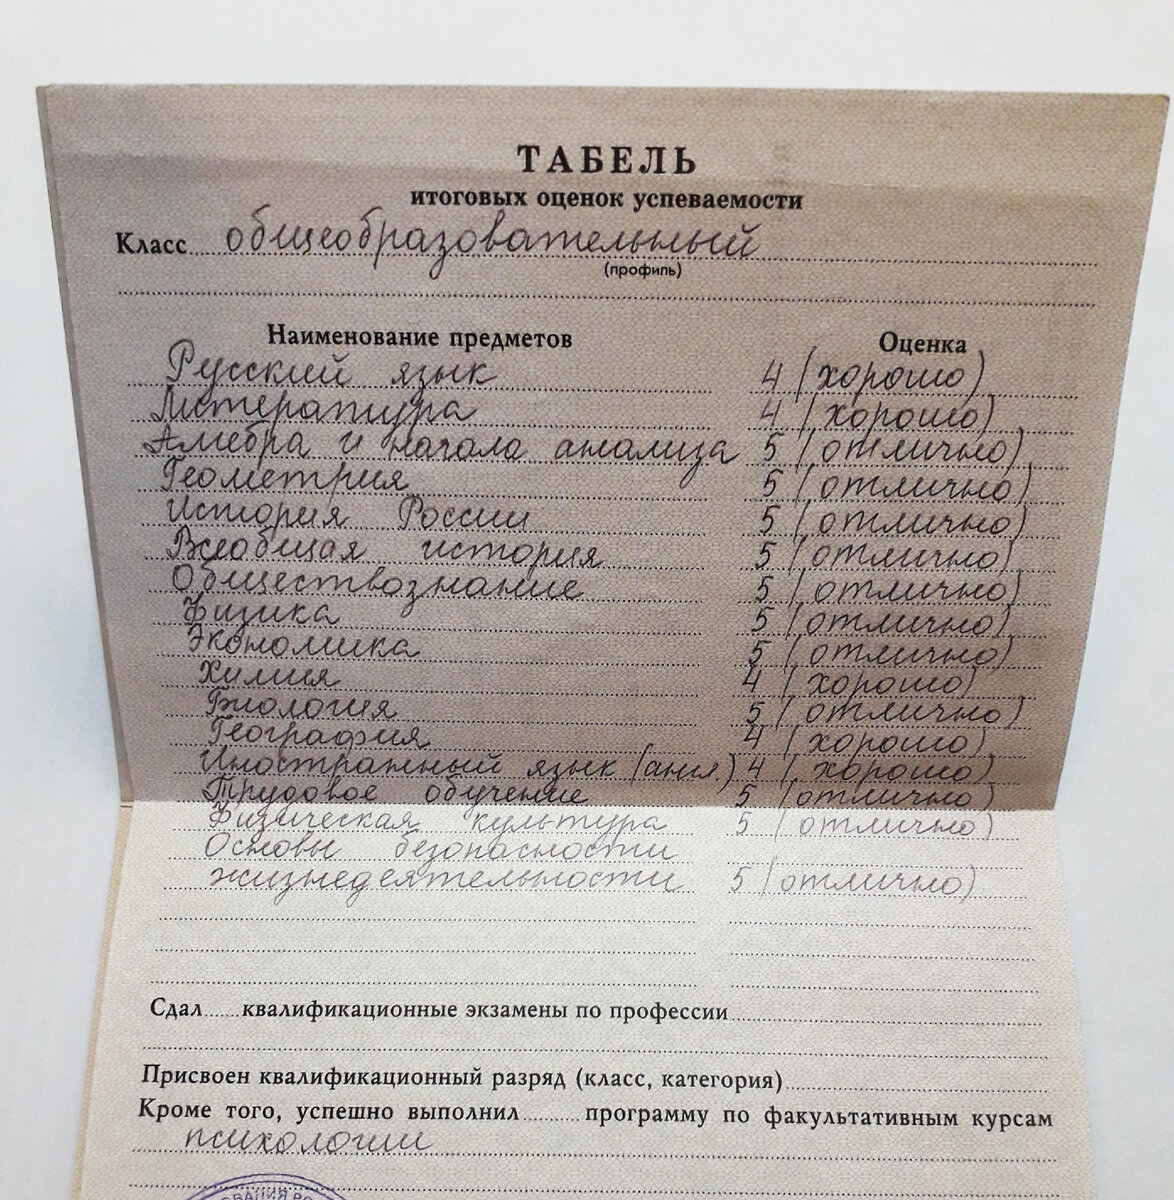 ТАБЕЛЬ
итоговых оценок успеваемости
Класс общеобразовательный
(профиль)
Наименование предметов Оценка
Русский язык 4 (хорошо)
Литература 4 (хорошо)
Алгебра и начала анализа 5 (отлично)
Геометрия 5 (отлично)
История России 5 (отлично)
Всеобщая история 5 (отлично)
Обществознание 5 (отлично)
Физика 5 (отлично)
Экономика 5 (отлично)
Химия 4 (хорошо)
Биология 5 (отлично)
География 4 (хорошо)
Иностранный язык (англ.) 4 (хорошо)
Трудовое обучение 5 (отлично)
Физическая культура 5 (отлично)
Основы безопасности
жизнедеятельности 5 (отлично)
Сдал квалификационные экзамены по профессии
Присвоен квалификационный разряд (класс, категория)
Кроме того, успешно выполнил программу по факультативным курсам
психологии